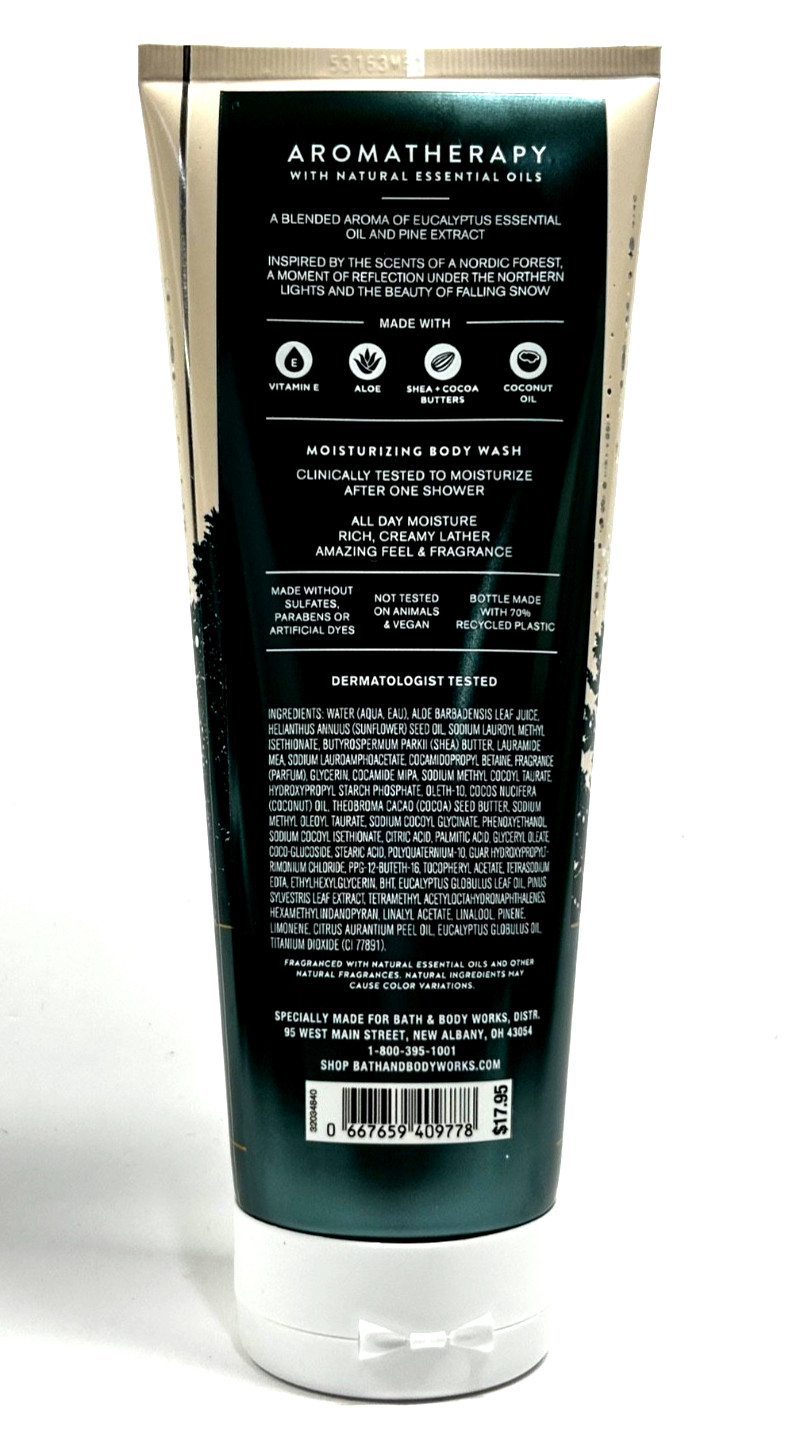 AROMATHERAPY
WITH NATURAL ESSENTIAL OILS
A BLENDED AROMA OF EUCALYPTUS ESSENTIAL
OIL AND PINE EXTRACT
INSPIRED BY THE SCENTS OF A NORDIC FOREST,
A MOMENT OF REFLECTION UNDER THE NORTHERN
LIGHTS AND THE BEAUTY OF FALLING SNOW
MADE WITH
E
VITAMIN E
ALOE
SHEA + COCOA
BUTTERS
COCONUT
OIL
MOISTURIZING BODY WASH
CLINICALLY TESTED TO MOISTURIZE
AFTER ONE SHOWER
ALL DAY MOISTURE
RICH, CREAMY LATHER
AMAZING FEEL & FRAGRANCE
MADE WITHOUT
SULFATES,
PARABENS OR
ARTIFICIAL DYES
NOT TESTED
ON ANIMALS
& VEGAN
BOTTLE MADE
WITH 70%
RECYCLED PLASTIC
DERMATOLOGIST TESTED
INGREDIENTS: WATER (AQUA, EAU), ALOE BARBADENSIS LEAF JUICE,
HELIANTHUS ANNUUS (SUNFLOWER) SEED OIL, SODIUM LAUROYL METHYL
ISETHIONATE, BUTYROSPERMUM PARKII (SHEA) BUTTER, LAURAMIDE
MEA, SODIUM LAUROAMPHOACETATE, COCAMIDOPROPYL BETAINE, FRAGRANCE
(PARFUM), GLYCERIN, COCAMIDE MIPA, SODIUM METHYL COCOYL TAURATE,
HYDROXYPROPYL STARCH PHOSPHATE, OLETH-10, COCOS NUCIFERA
(COCONUT) OIL, THEOBROMA CACAO (COCOA) SEED BUTTER, SODIUM
METHYL OLEOYL TAURATE, SODIUM COCOYL GLYCINATE, PHENOXYETHANOL,
SODIUM COCOYL ISETHIONATE, CITRIC ACID, PALMITIC ACID, GLYCERYL OLEATE,
COCO-GLUCOSIDE, STEARIC ACID, POLYQUATERNIUM-10, GUAR HYDROXYPROPYLT-
RIMONIUM CHLORIDE, PPG-12-BUTETH-16, TOCOPHERYL ACETATE, TETRASODIUM
EDTA, ETHYLHEXYLGLYCERIN, BHT, EUCALYPTUS GLOBULUS LEAF OIL, PINUS
SYLVESTRIS LEAF EXTRACT, TETRAMETHYL ACETYLOCTAHYDRONAPHTHALENES,
HEXAMETHYLINDANOPYRAN, LINALYL ACETATE, LINALOOL, PINENE,
LIMONENE, CITRUS AURANTIUM PEEL OIL, EUCALYPTUS GLOBULUS OIL,
TITANIUM DIOXIDE (CI 77891).
FRAGRANCED WITH NATURAL ESSENTIAL OILS AND OTHER
NATURAL FRAGRANCES. NATURAL INGREDIENTS MAY
CAUSE COLOR VARIATIONS.
SPECIALLY MADE FOR BATH & BODY WORKS, DISTR.
95 WEST MAIN STREET, NEW ALBANY, OH 43054
1-800-395-1001
SHOP BATHANDBODYWORKS.COM
32034840
0 667659 409778
$17.95